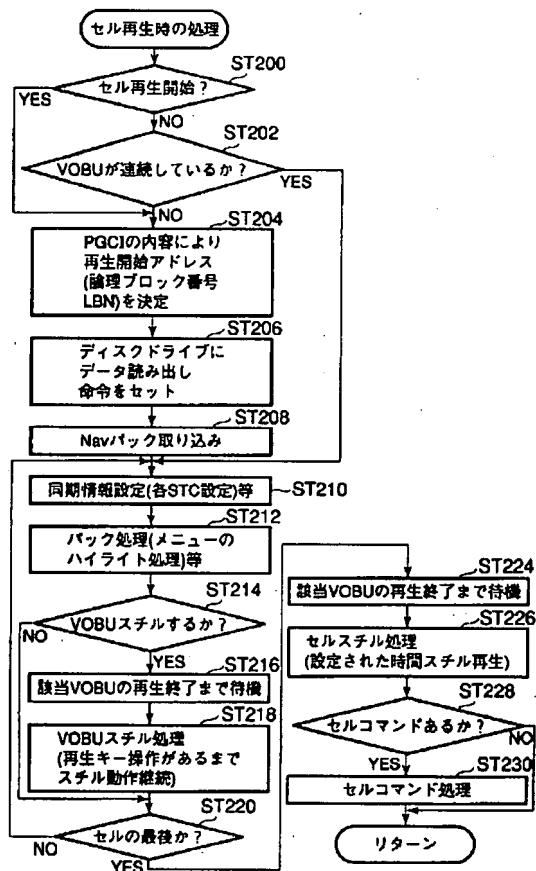 セル再生時の処理
ST200
セル再生開始？
YES
NO
ST202
VOBUが連続しているか？
YES
NO
ST204
PGCIの内容により
再生開始アドレス
(論理ブロック番号
LBN)を決定
ST206
ディスクドライブに
データ読み出し
命令をセット
ST208
Navパック取り込み
同期情報設定(各STC設定)等
ST210
ST212
パック処理(メニューの
ハイライト処理)等
ST214
VOBUスチルするか？
NO
YES
ST216
該当VOBUの再生終了まで待機
ST218
VOBUスチル処理
(再生キー操作があるまで
スチル動作継続)
ST220
セルの最後か？
NO
YES
ST224
該当VOBUの再生終了まで待機
ST226
セルスチル処理
(設定された時間スチル再生)
ST228
セルコマンドあるか？
NO
YES
ST230
セルコマンド処理
リターン